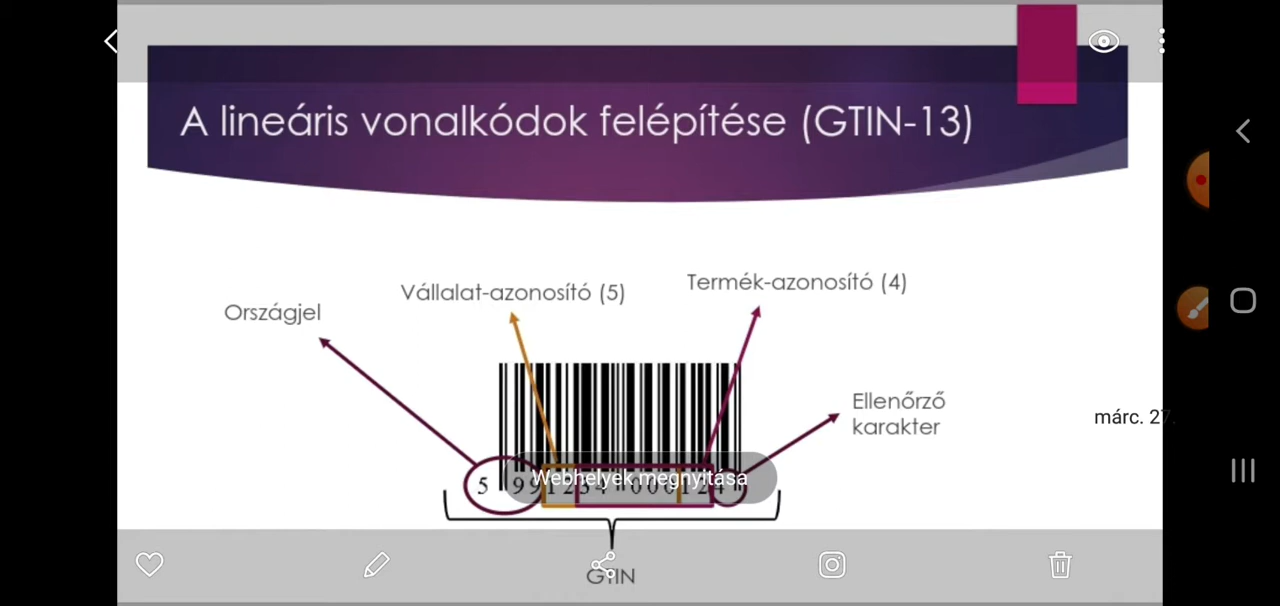 A lineáris vonalkódok felépítése (GTIN-13)
Termék-azonosító (4)
Vállalat-azonosító (5)
Országjel
Ellenőrző
karakter
márc. 27.
Webhelyek megnyitása
GTIN